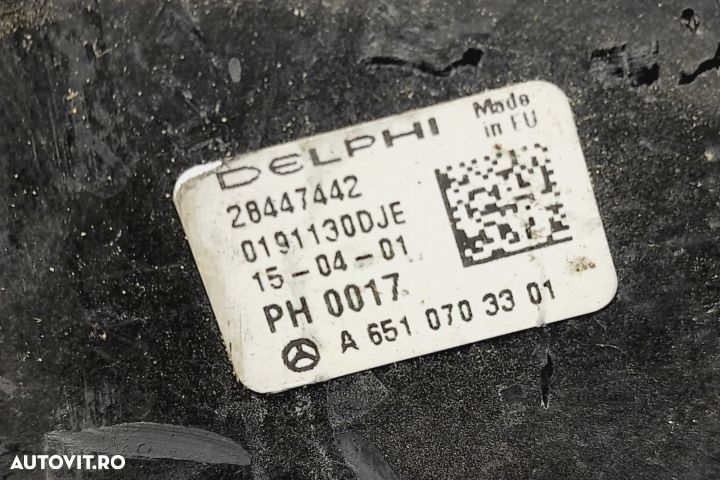 DELPHI
Made
in EU
28447442
0191130DJE
15-04-01
PH 0017
A 651 070 33 01
AUTOVIT.RO